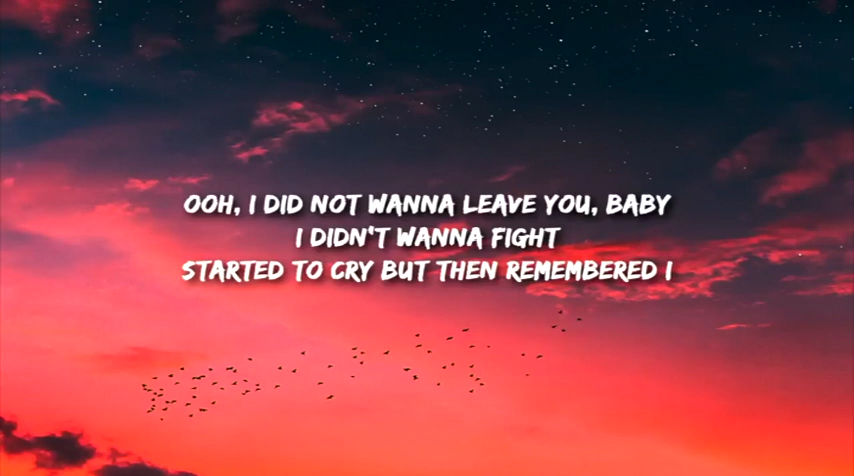 OOH, I DID NOT WANNA LEAVE YOU, BABY
I DIDN'T WANNA FIGHT
STARTED TO CRY BUT THEN REMEMBERED I